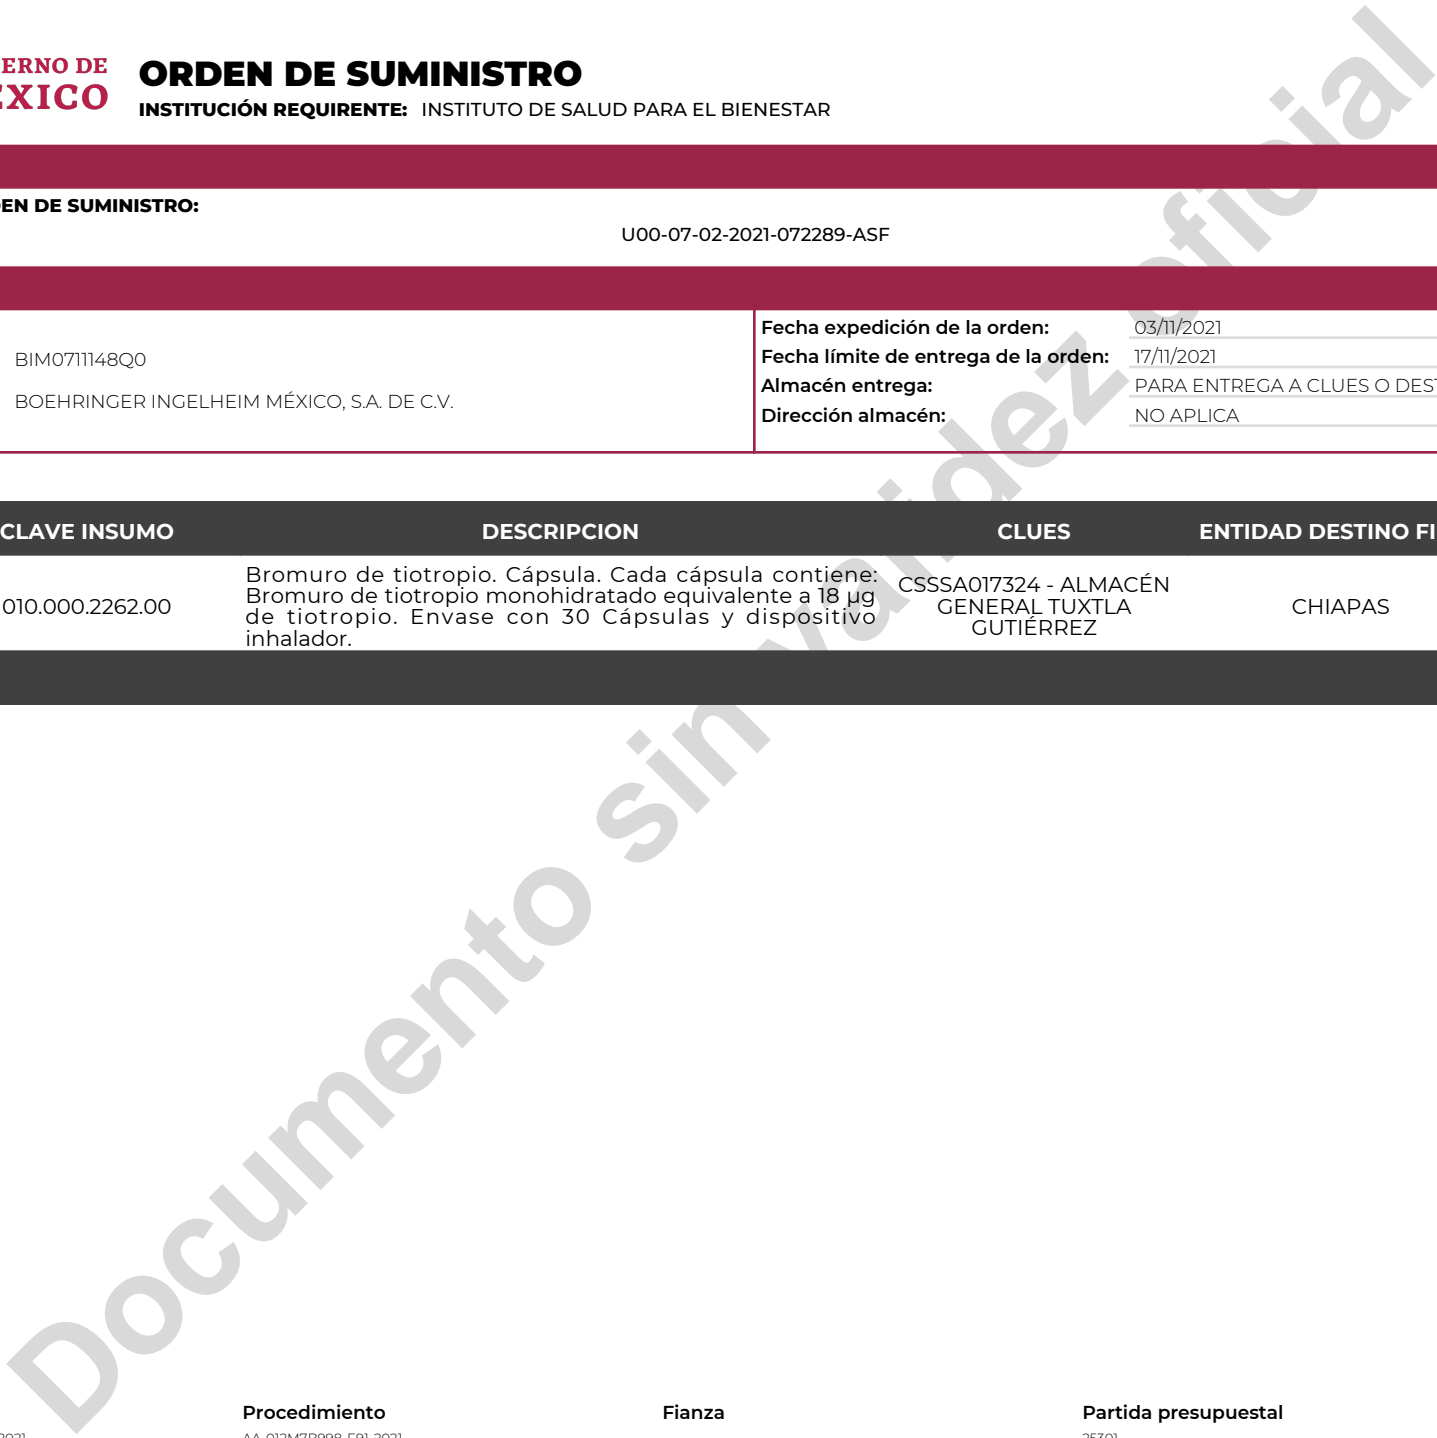 ERNO DE
ÉXICO
ORDEN DE SUMINISTRO
INSTITUCIÓN REQUIRENTE: INSTITUTO DE SALUD PARA EL BIENESTAR
EN DE SUMINISTRO:
U00-07-02-2021-072289-ASF
BIM0711148Q0
BOEHRINGER INGELHEIM MÉXICO, S.A. DE C.V.
Fecha expedición de la orden: 03/11/2021
Fecha límite de entrega de la orden: 17/11/2021
Almacén entrega: PARA ENTREGA A CLUES O DEST
Dirección almacén: NO APLICA
CLAVE INSUMO DESCRIPCION CLUES ENTIDAD DESTINO FI
010.000.2262.00
Bromuro de tiotropio. Cápsula. Cada cápsula contiene:
Bromuro de tiotropio monohidratado equivalente a 18 µg
de tiotropio. Envase con 30 Cápsulas y dispositivo
inhalador.
CSSSA017324 - ALMACÉN
GENERAL TUXTLA
GUTIÉRREZ
CHIAPAS
Documento sin validez oficial
Procedimiento Fianza Partida presupuestal